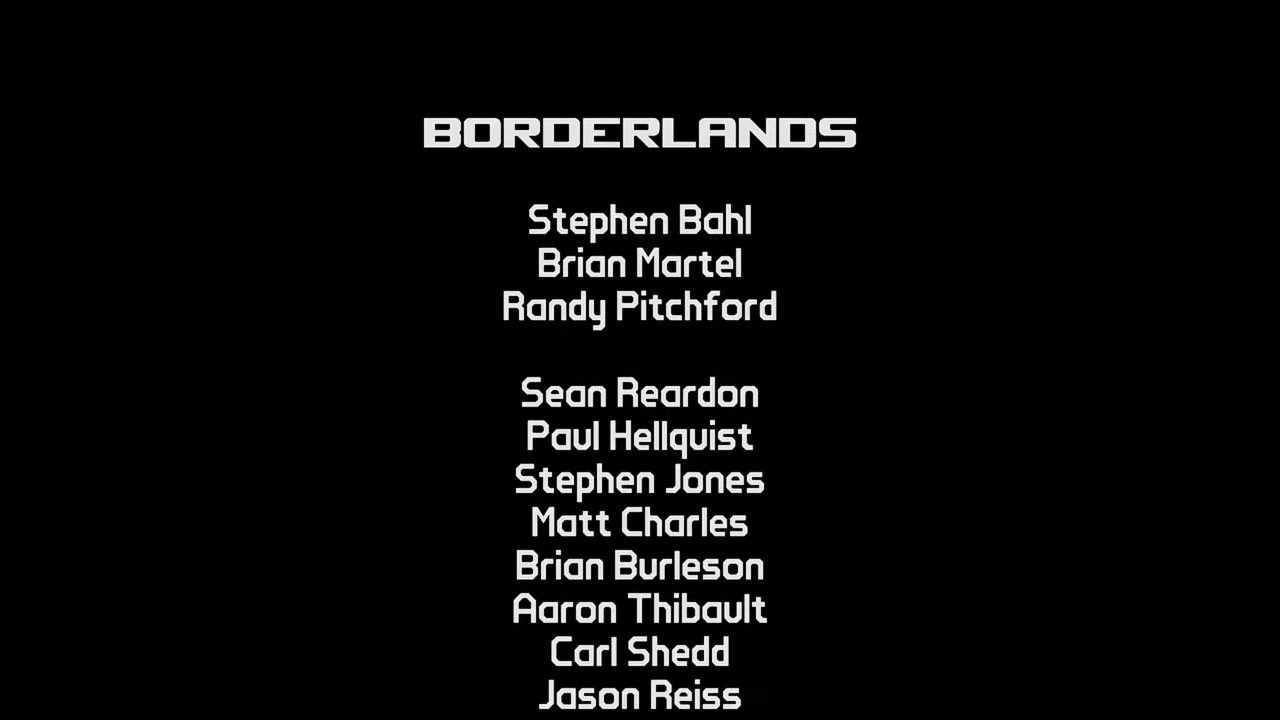 BORDERLANDS
Stephen Bahl
Brian Martel
Randy Pitchford
Sean Reardon
Paul Hellquist
Stephen Jones
Matt Charles
Brian Burleson
Aaron Thibault
Carl Shedd
Jason Reiss